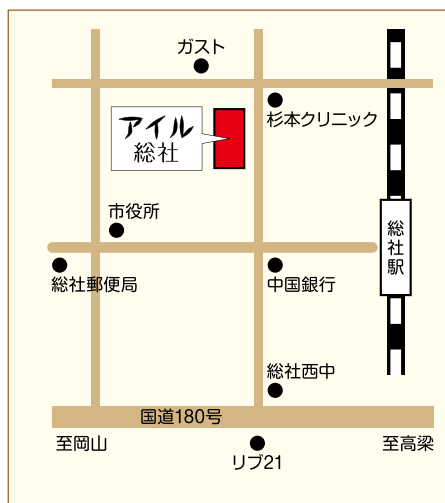 ガスト
杉本クリニック
アイル
総社
市役所
総社駅
総社郵便局
中国銀行
総社西中
国道180号
至岡山
至高梁
リブ21